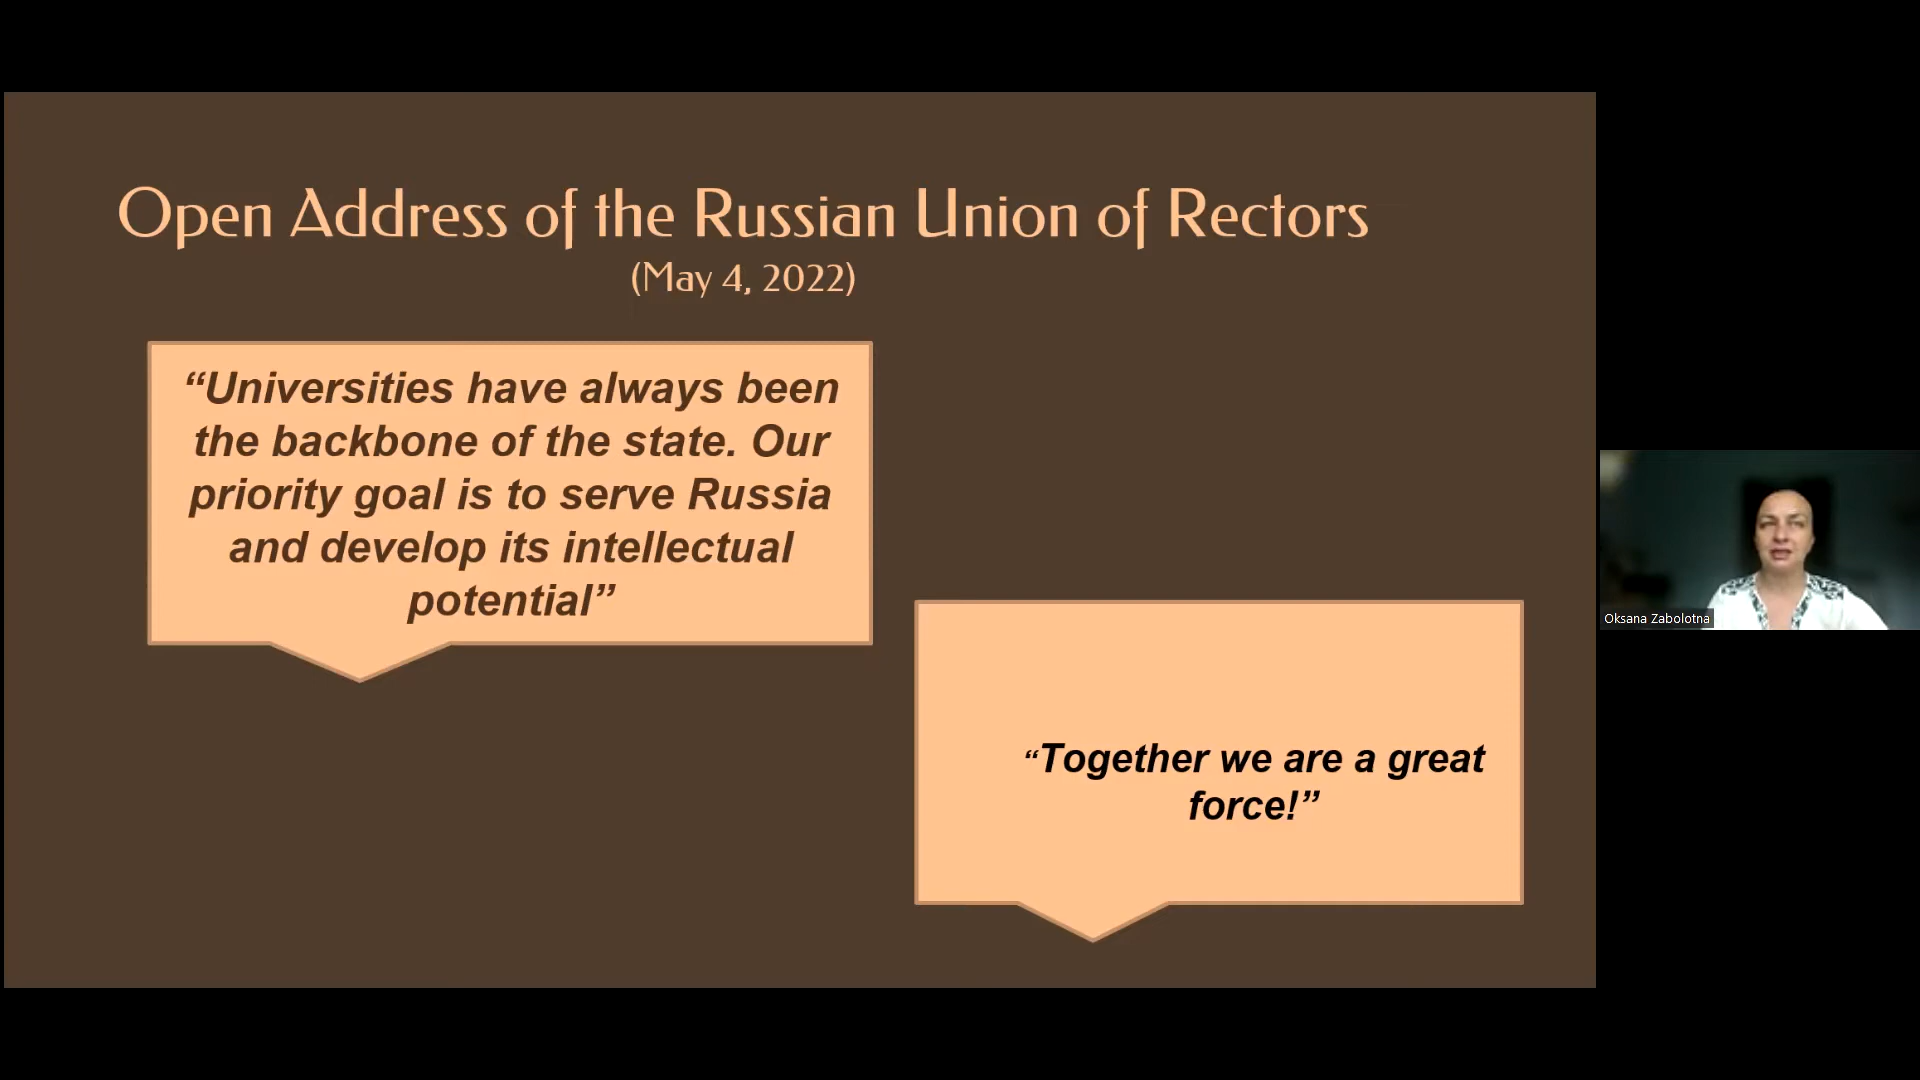 Open Address of the Russian Union of Rectors
(May 4, 2022)
“Universities have always been
the backbone of the state. Our
priority goal is to serve Russia
and develop its intellectual
potential”
“Together we are a great
force!”
Oksana Zabolotna